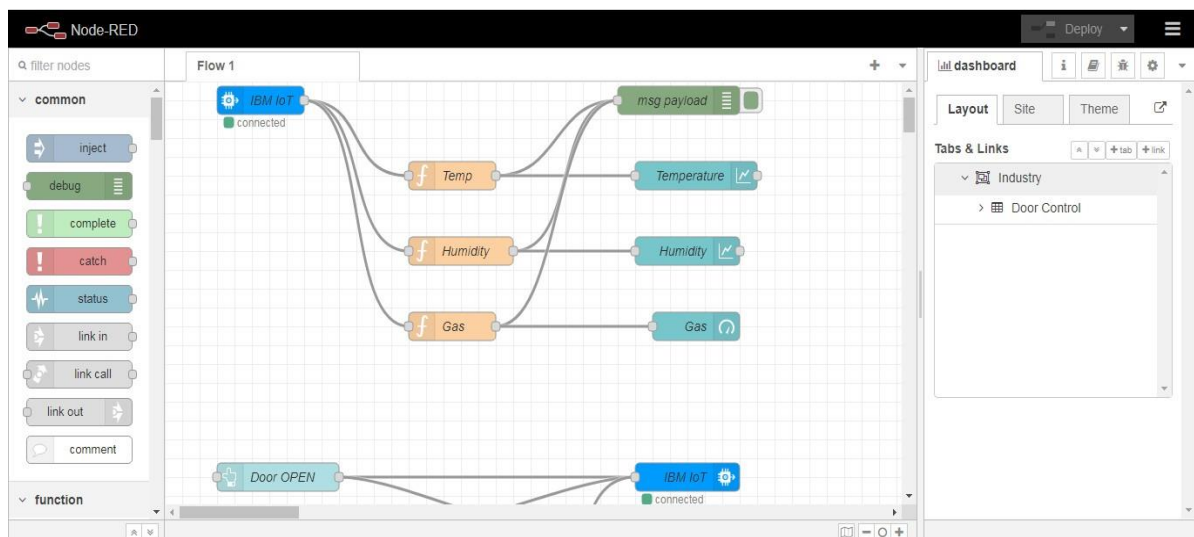 Node-RED
Deploy
filter nodes
common
inject
debug
complete
catch
status
link in
link call
link out
comment
function
Flow 1
IBM IoT
connected
msg payload
Temp
Temperature
Humidity
Humidity
Gas
Gas
Door OPEN
IBM IoT
connected
dashboard
i
Layout Site Theme
Tabs & Links
+ tab + link
Industry
Door Control